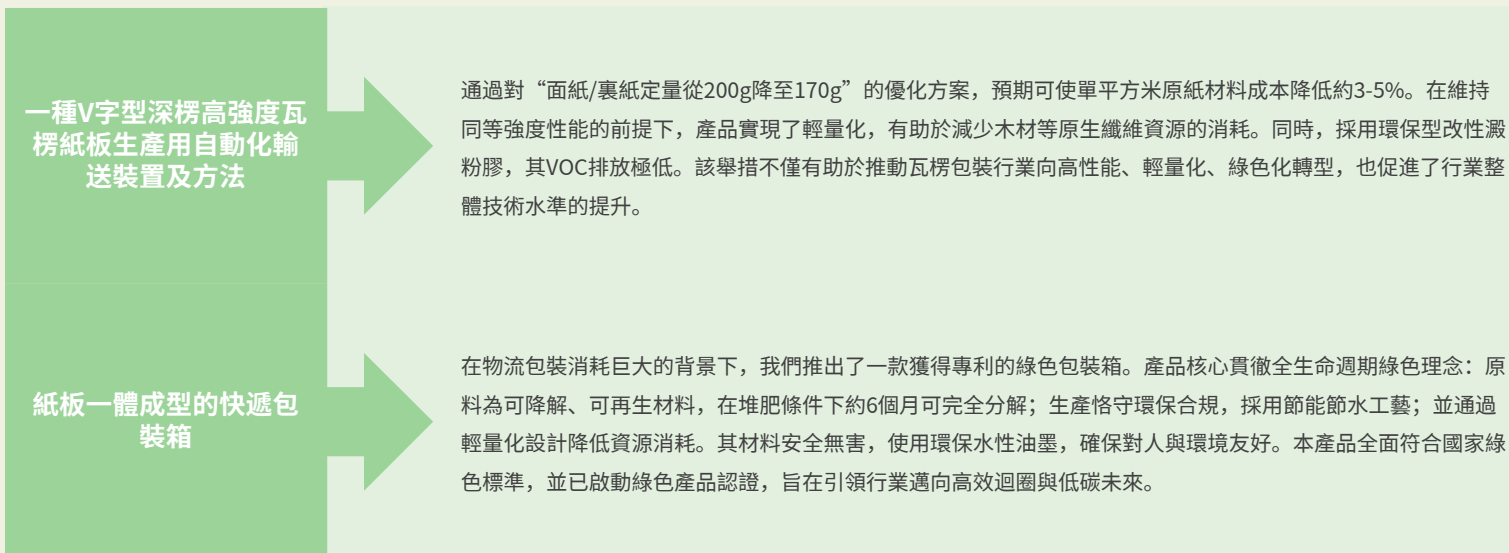 一種V字型深楞高強度瓦
楞紙板生產用自動化輸
送裝置及方法
通過對“面紙/裏紙定量從200g降至170g”的優化方案，預期可使單平方米原紙材料成本降低約3-5%。在維持
同等強度性能的前提下，產品實現了輕量化，有助於減少木材等原生纖維資源的消耗。同時，採用環保型改性澱
粉膠，其VOC排放極低。該舉措不僅有助於推動瓦楞包裝行業向高性能、輕量化、綠色化轉型，也促進了行業整
體技術水準的提升。
紙板一體成型的快遞包
裝箱
在物流包裝消耗巨大的背景下，我們推出了一款獲得專利的綠色包裝箱。產品核心貫徹全生命週期綠色理念：原
料為可降解、可再生材料，在堆肥條件下約6個月可完全分解；生產恪守環保合規，採用節能節水工藝；並通過
輕量化設計降低資源消耗。其材料安全無害，使用環保水性油墨，確保對人與環境友好。本產品全面符合國家綠
色標準，並已啟動綠色產品認證，旨在引領行業邁向高效迴圈與低碳未來。